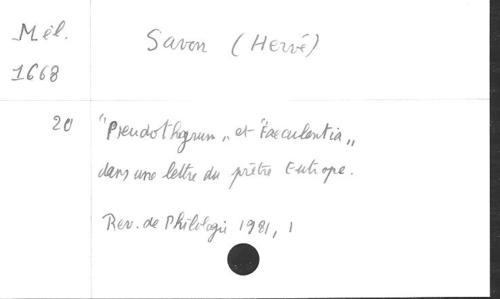 Mél.
1668
Savon (Hervé)
20
"Pseudothyrum" et "Faeculentia"
dans une lettre du prêtre Eutrope.
Rev. de Philologie 1981, 1